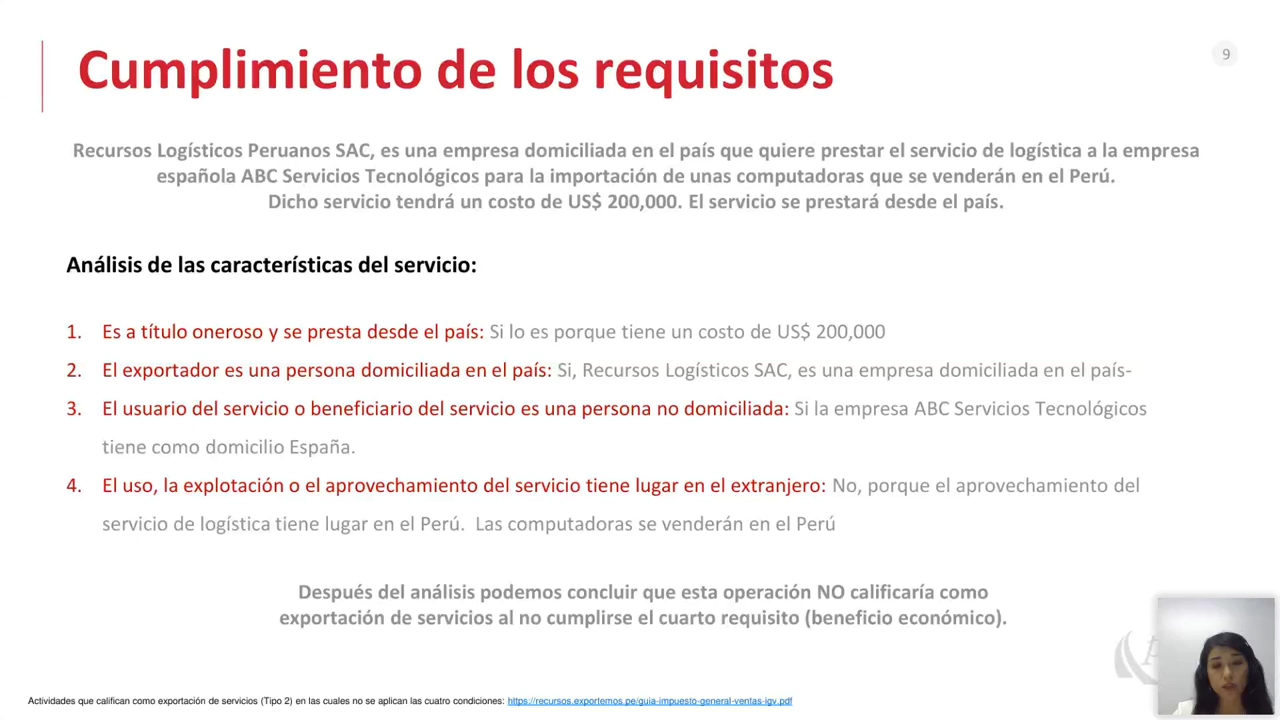 Cumplimiento de los requisitos
9
Recursos Logísticos Peruanos SAC, es una empresa domiciliada en el país que quiere prestar el servicio de logística a la empresa
española ABC Servicios Tecnológicos para la importación de unas computadoras que se venderán en el Perú.
Dicho servicio tendrá un costo de US$ 200,000. El servicio se prestará desde el país.
Análisis de las características del servicio:
1. Es a título oneroso y se presta desde el país: Si lo es porque tiene un costo de US$ 200,000
2. El exportador es una persona domiciliada en el país: Si, Recursos Logísticos SAC, es una empresa domiciliada en el país-
3. El usuario del servicio o beneficiario del servicio es una persona no domiciliada: Si la empresa ABC Servicios Tecnológicos
tiene como domicilio España.
4. El uso, la explotación o el aprovechamiento del servicio tiene lugar en el extranjero: No, porque el aprovechamiento del
servicio de logística tiene lugar en el Perú. Las computadoras se venderán en el Perú
Después del análisis podemos concluir que esta operación NO calificaría como
exportación de servicios al no cumplirse el cuarto requisito (beneficio económico).
Actividades que califican como exportación de servicios (Tipo 2) en las cuales no se aplican las cuatro condiciones: https://recursos.exportemos.pe/guia-impuesto-general-ventas-igv.pdf